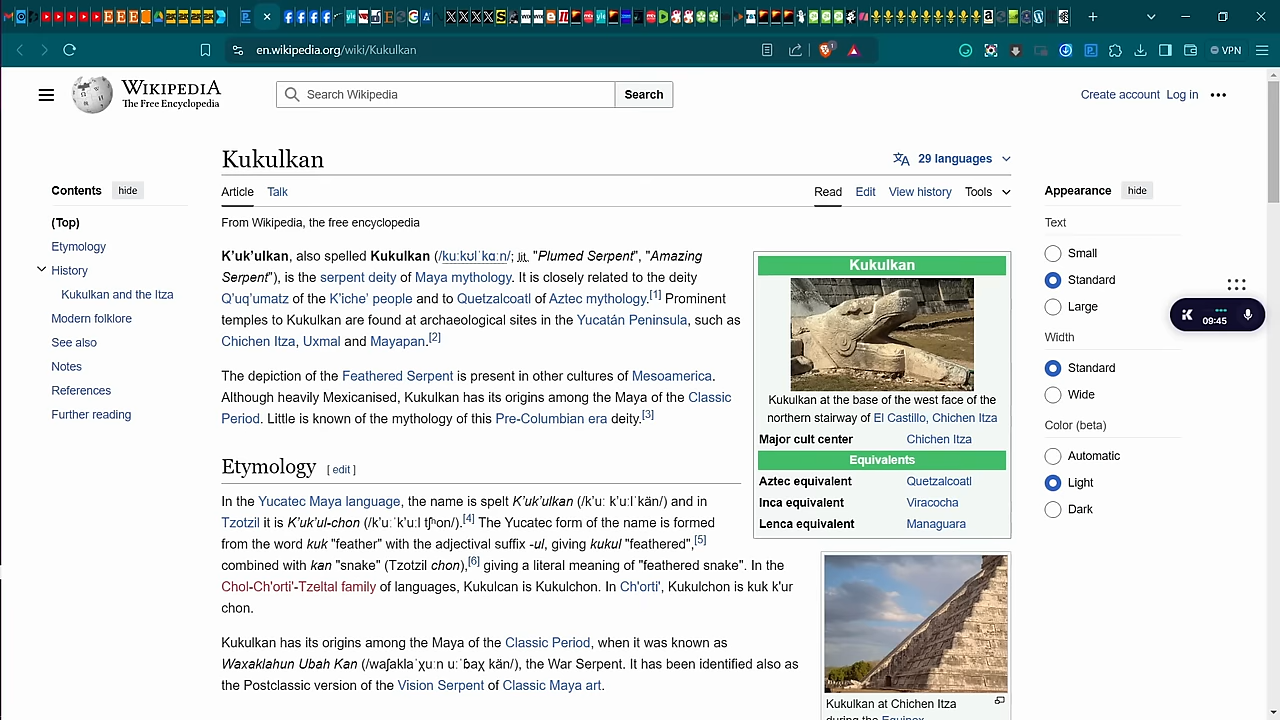 en.wikipedia.org/wiki/Kukulkan
VPN
WIKIPEDIA
The Free Encyclopedia
Search Wikipedia
Search
Create account Log in
Kukulkan
29 languages
Contents hide
(Top)
Etymology
History
Kukulkan and the Itza
Modern folklore
See also
Notes
References
Further reading
Article Talk
Read Edit View history Tools
From Wikipedia, the free encyclopedia
K'uk'ulkan, also spelled Kukulkan (/kuːkʊlˈkɑːn/; lit. "Plumed Serpent", "Amazing
Serpent"), is the serpent deity of Maya mythology. It is closely related to the deity
Q'uq'umatz of the K'iche' people and to Quetzalcoatl of Aztec mythology.[1] Prominent
temples to Kukulkan are found at archaeological sites in the Yucatán Peninsula, such as
Chichen Itza, Uxmal and Mayapan.[2]
The depiction of the Feathered Serpent is present in other cultures of Mesoamerica.
Although heavily Mexicanised, Kukulkan has its origins among the Maya of the Classic
Period. Little is known of the mythology of this Pre-Columbian era deity.[3]
Etymology [ edit ]
In the Yucatec Maya language, the name is spelt K'uk'ulkan (/kʼuː kʼuːlˈkän/) and in
Tzotzil it is K'uk'ul-chon (/kʼuːˈkʼuːl tʃʰon/).[4] The Yucatec form of the name is formed
from the word kuk "feather" with the adjectival suffix -ul, giving kukul "feathered",[5]
combined with kan "snake" (Tzotzil chon),[6] giving a literal meaning of "feathered snake". In the
Chol-Ch'orti'-Tzeltal family of languages, Kukulcan is Kukulchon. In Ch'orti', Kukulchon is kuk k'ur
chon.
Kukulkan has its origins among the Maya of the Classic Period, when it was known as
Waxaklahun Ubah Kan (/waʃaklaˈχuːn uːˈɓaχ kän/), the War Serpent. It has been identified also as
the Postclassic version of the Vision Serpent of Classic Maya art.
Kukulkan
Kukulkan at the base of the west face of the
northern stairway of El Castillo, Chichen Itza
Major cult center Chichen Itza
Equivalents
Aztec equivalent Quetzalcoatl
Inca equivalent Viracocha
Lenca equivalent Managuara
Kukulkan at Chichen Itza
during the Equinox
Appearance hide
Text
Small
Standard
Large
Width
Standard
Wide
Color (beta)
Automatic
Light
Dark
09:45